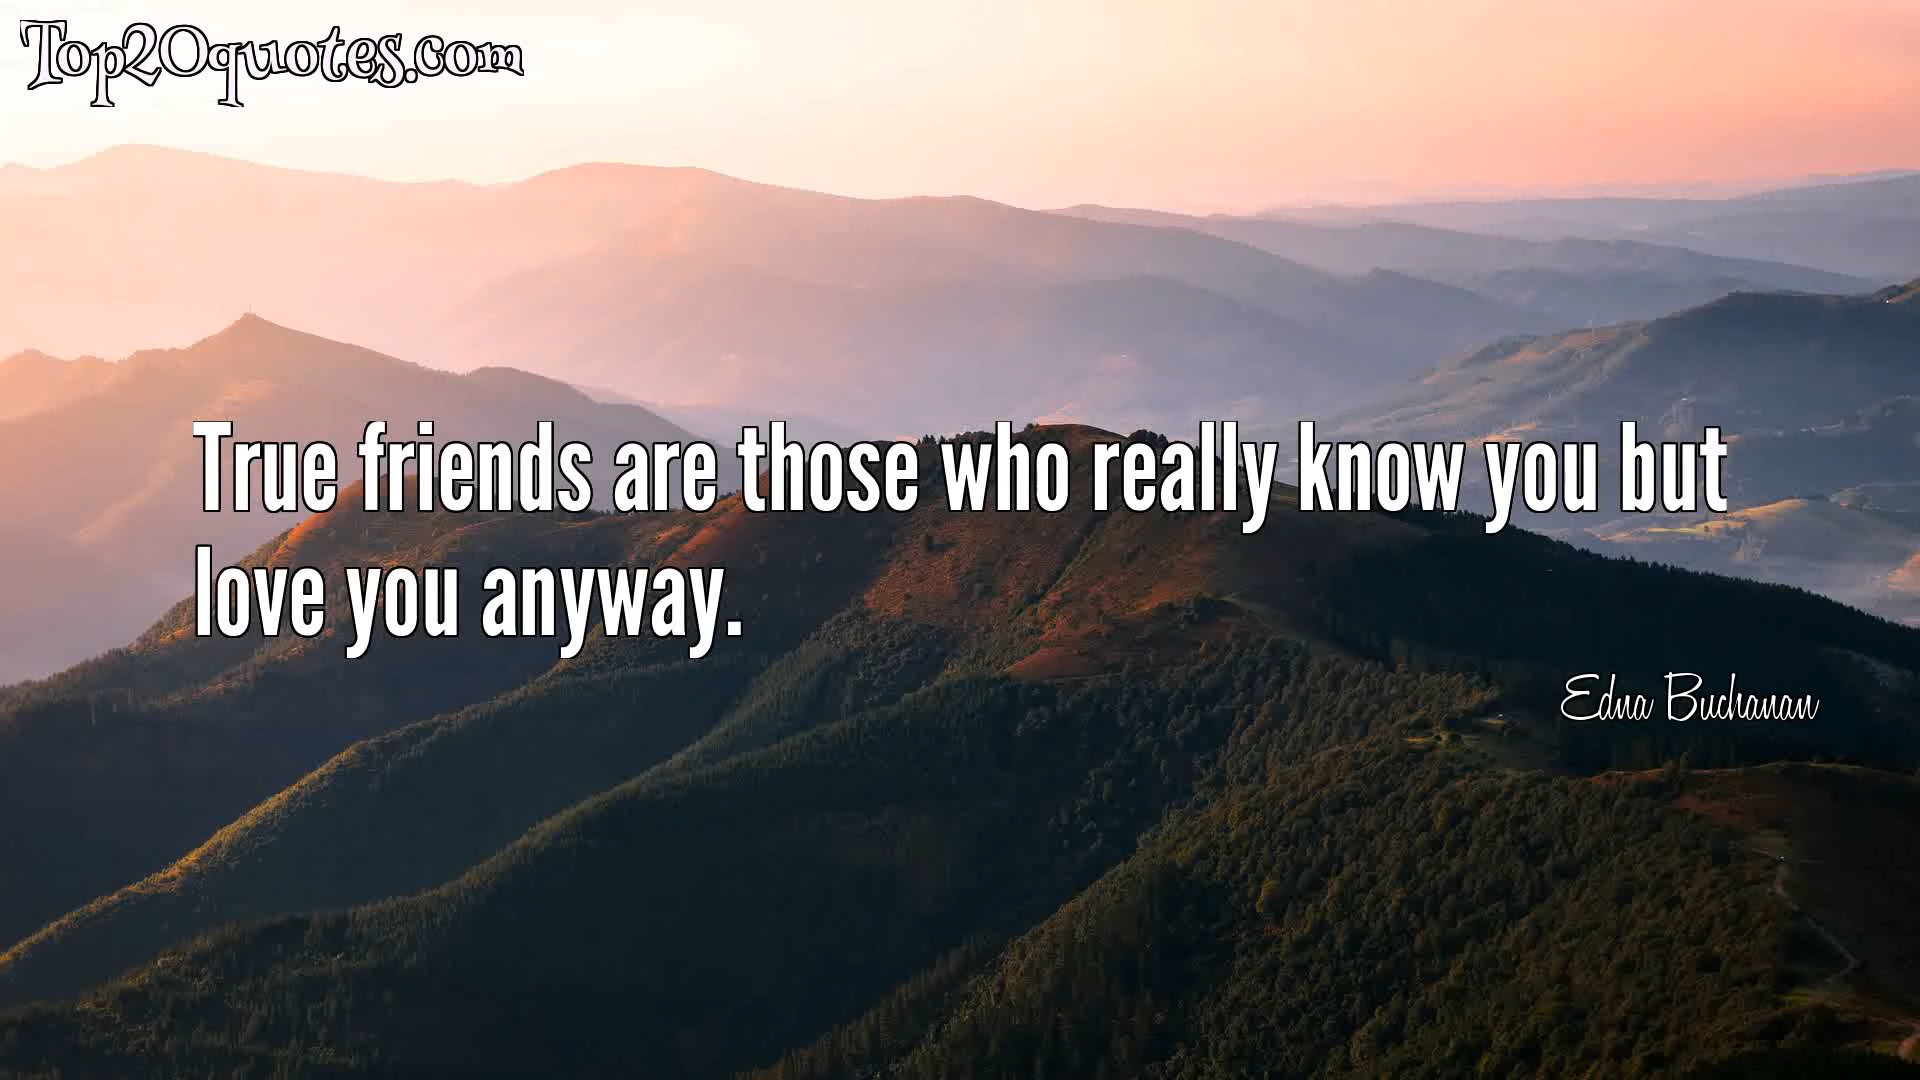 Top20quotes.com
True friends are those who really know you but
love you anyway.
Edna Buchanan